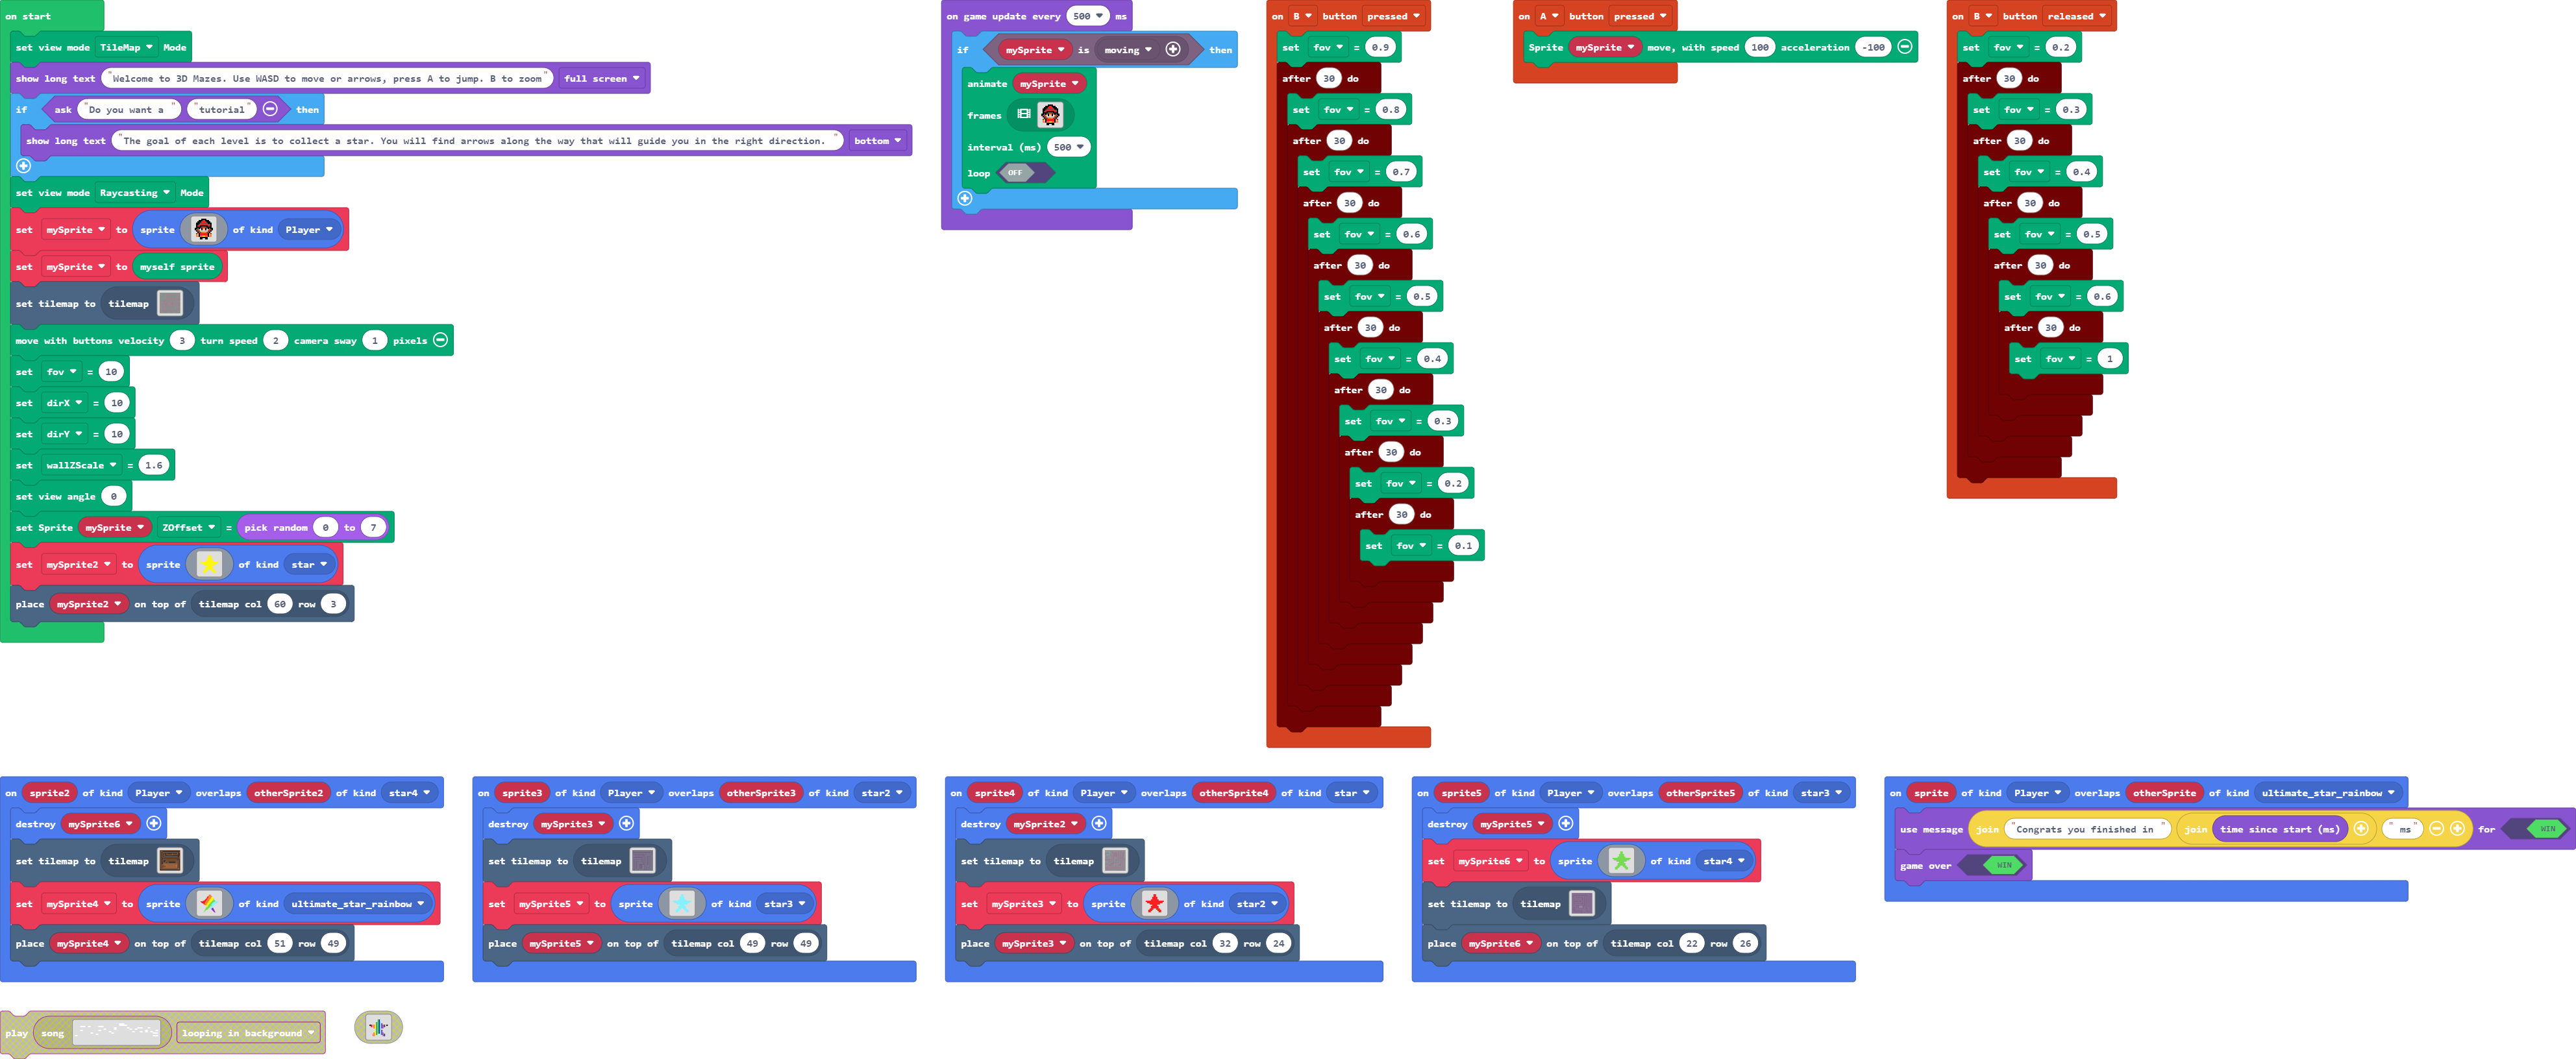 on start
set view mode TileMap Mode
show long text "Welcome to 3D Mazes. Use WASD to move or arrows, press A to jump. B to zoom" full screen
if ask "Do you want a " "tutorial" then
show long text "The goal of each level is to collect a star. You will find arrows along the way that will guide you in the right direction. " bottom
set view mode Raycasting Mode
set mySprite to sprite of kind Player
set mySprite to myself sprite
set tilemap to tilemap
move with buttons velocity 3 turn speed 2 camera sway 1 pixels
set fov = 10
set dirX = 10
set dirY = 10
set wallZScale = 1.6
set view angle 0
set Sprite mySprite ZOffset = pick random 0 to 7
set mySprite2 to sprite of kind star
place mySprite2 on top of tilemap col 60 row 3
on game update every 500 ms
if mySprite is moving then
animate mySprite
frames
interval (ms) 500
loop OFF
on B button pressed
set fov = 0.9
after 30 do
set fov = 0.8
after 30 do
set fov = 0.7
after 30 do
set fov = 0.6
after 30 do
set fov = 0.5
after 30 do
set fov = 0.4
after 30 do
set fov = 0.3
after 30 do
set fov = 0.2
after 30 do
set fov = 0.1
on A button pressed
Sprite mySprite move, with speed 100 acceleration -100
on B button released
set fov = 0.2
after 30 do
set fov = 0.3
after 30 do
set fov = 0.4
after 30 do
set fov = 0.5
after 30 do
set fov = 0.6
after 30 do
set fov = 1
on sprite2 of kind Player overlaps otherSprite2 of kind star4
destroy mySprite6
set tilemap to tilemap
set mySprite4 to sprite of kind ultimate_star_rainbow
place mySprite4 on top of tilemap col 51 row 49
on sprite3 of kind Player overlaps otherSprite3 of kind star2
destroy mySprite3
set tilemap to tilemap
set mySprite5 to sprite of kind star3
place mySprite5 on top of tilemap col 49 row 49
on sprite4 of kind Player overlaps otherSprite4 of kind star
destroy mySprite2
set tilemap to tilemap
set mySprite3 to sprite of kind star2
place mySprite3 on top of tilemap col 32 row 24
on sprite5 of kind Player overlaps otherSprite5 of kind star3
destroy mySprite5
set mySprite6 to sprite of kind star4
set tilemap to tilemap
place mySprite6 on top of tilemap col 22 row 26
on sprite of kind Player overlaps otherSprite of kind ultimate_star_rainbow
use message join "Congrats you finished in " join time since start (ms) " ms" for WIN
game over WIN
play song looping in background